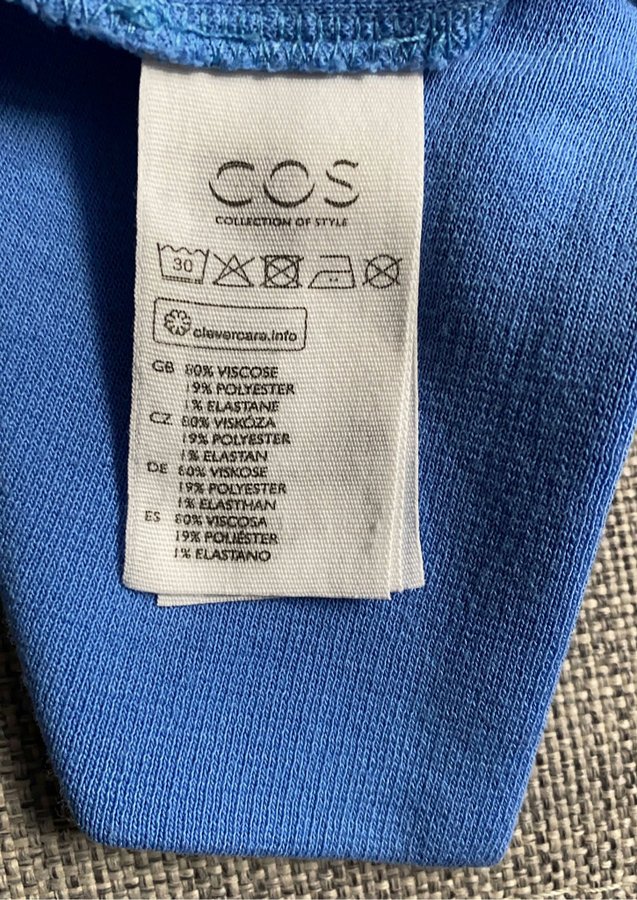 COS
COLLECTION OF STYLE
30
clevercare.info
GB 80% VISCOSE
19% POLYESTER
1% ELASTANE
CZ 80% VISKÓZA
19% POLYESTER
1% ELASTAN
DE 80% VISKOSE
19% POLYESTER
1% ELASTHAN
ES 80% VISCOSA
19% POLIÉSTER
1% ELASTANO